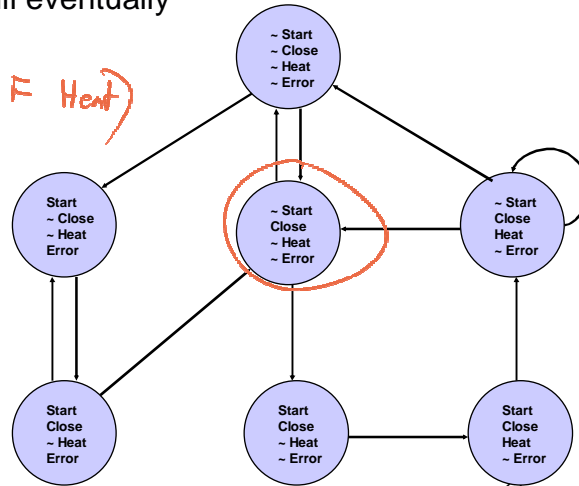 ll eventually
F Heat)
~ Start
~ Close
~ Heat
~ Error
Start
~ Close
~ Heat
Error
~ Start
Close
~ Heat
~ Error
~ Start
Close
Heat
~ Error
Start
Close
~ Heat
Error
Start
Close
~ Heat
~ Error
Start
Close
Heat
~ Error